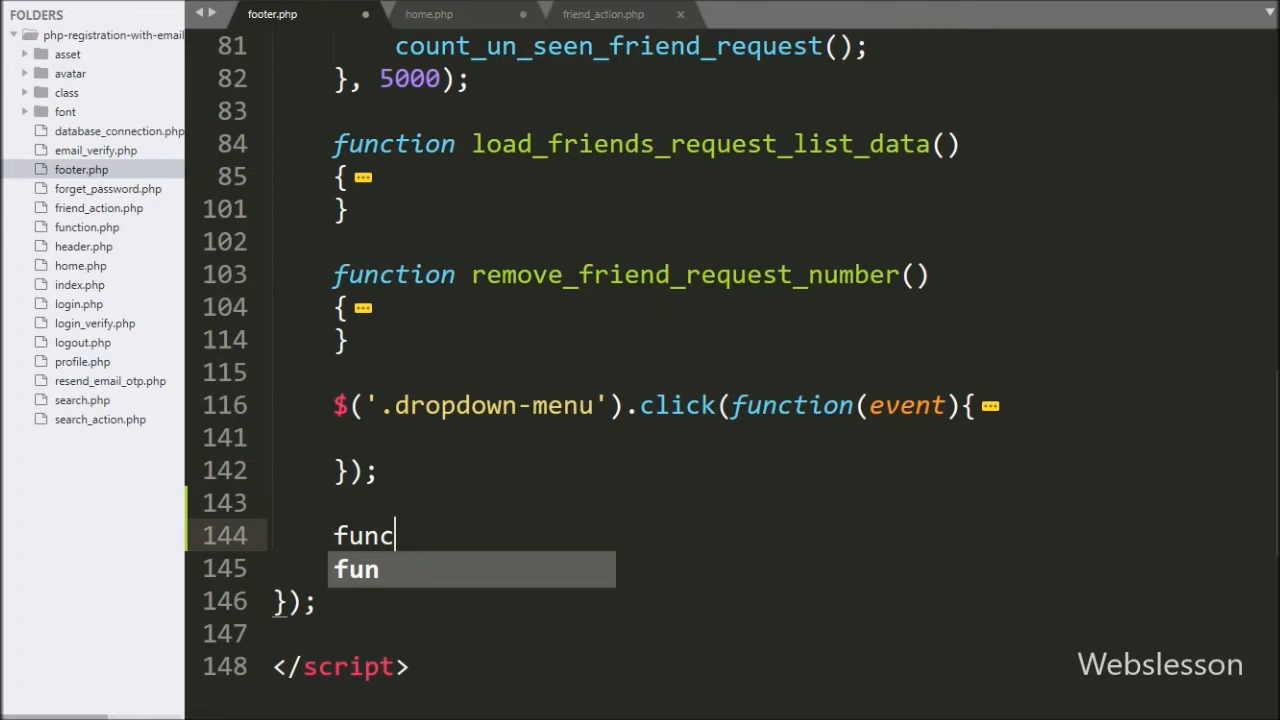 FOLDERS
php-registration-with-email
asset
avatar
class
font
database_connection.php
email_verify.php
footer.php
forget_password.php
friend_action.php
function.php
header.php
home.php
index.php
login.php
login_verify.php
logout.php
profile.php
resend_email_otp.php
search.php
search_action.php
footer.php home.php friend_action.php
81 count_un_seen_friend_request();
82 }, 5000);
83
84 function load_friends_request_list_data()
85 {
101 }
102
103 function remove_friend_request_number()
104 {
114 }
115
116 $('.dropdown-menu').click(function(event){
141
142 });
143
144 func
145 fun
146 });
147
148 </script>
Webslesson